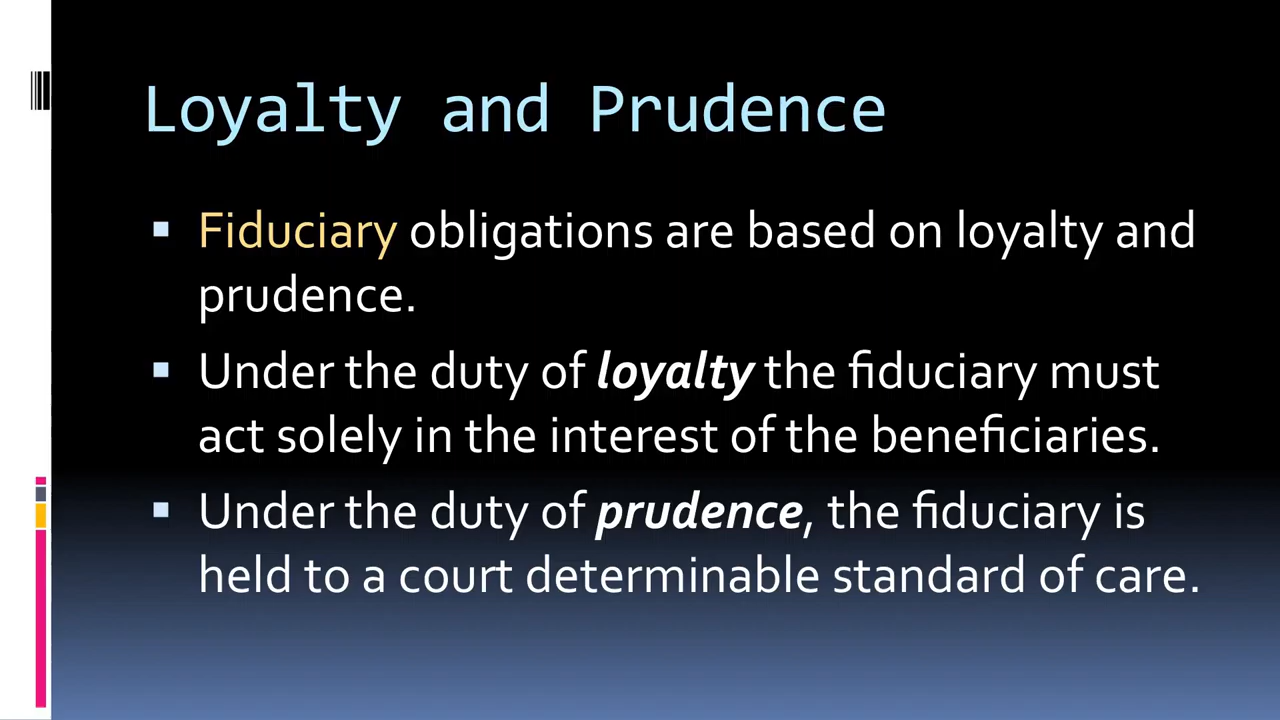 Loyalty and Prudence
▪ Fiduciary obligations are based on loyalty and
prudence.
▪ Under the duty of loyalty the fiduciary must
act solely in the interest of the beneficiaries.
▪ Under the duty of prudence, the fiduciary is
held to a court determinable standard of care.